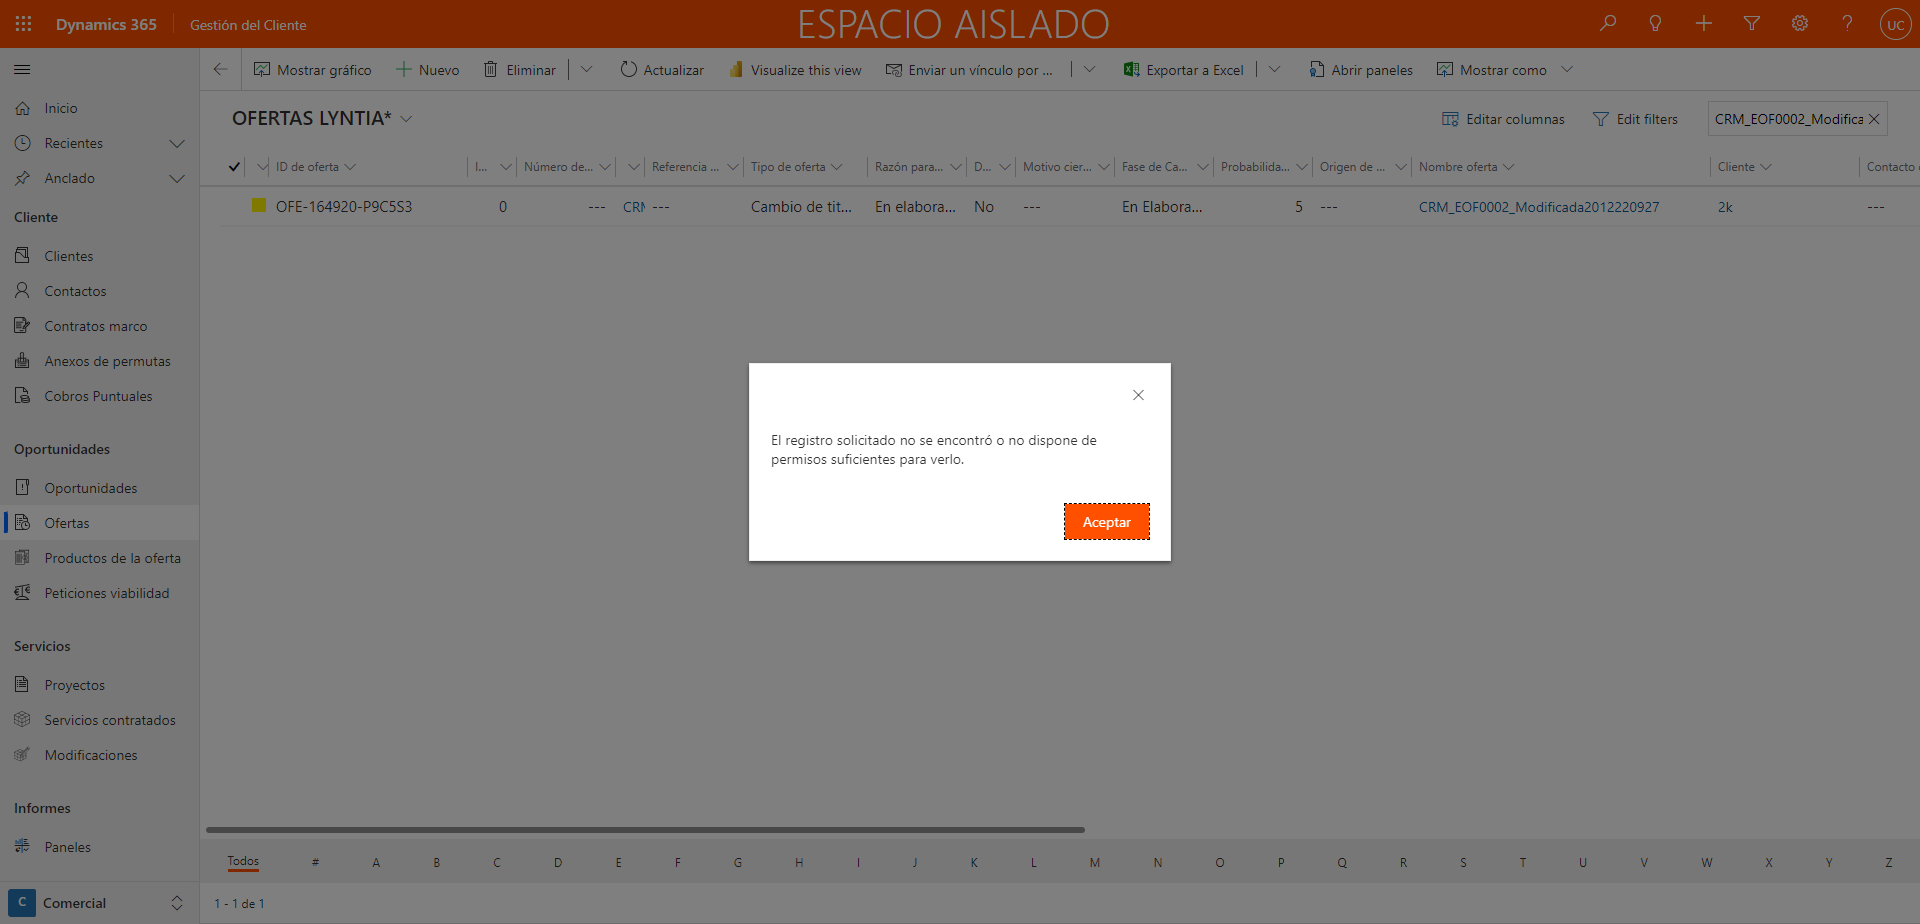 Dynamics 365
Gestión del Cliente
ESPACIO AISLADO
UC
Mostrar gráfico
Nuevo
Eliminar
Actualizar
Visualize this view
Enviar un vínculo por ...
Exportar a Excel
Abrir paneles
Mostrar como
Inicio
Recientes
Anclado
Cliente
Clientes
Contactos
Contratos marco
Anexos de permutas
Cobros Puntuales
Oportunidades
Oportunidades
Ofertas
Productos de la oferta
Peticiones viabilidad
Servicios
Proyectos
Servicios contratados
Modificaciones
Informes
Paneles
C Comercial
OFERTAS LYNTIA*
Editar columnas
Edit filters
CRM_EOF0002_Modifica
ID de oferta I... Número de... Referencia ... Tipo de oferta Razón para... D... Motivo cier... Fase de Ca... Probabilida... Origen de ... Nombre oferta Cliente Contacto
OFE-164920-P9C5S3 0 --- CRM --- Cambio de tit... En elabora... No --- En Elabora... 5 --- CRM_EOF0002_Modificada2012220927 2k ---
El registro solicitado no se encontró o no dispone de
permisos suficientes para verlo.
Aceptar
Todos # A B C D E F G H I J K L M N O P Q R S T U V W X Y Z
1 - 1 de 1